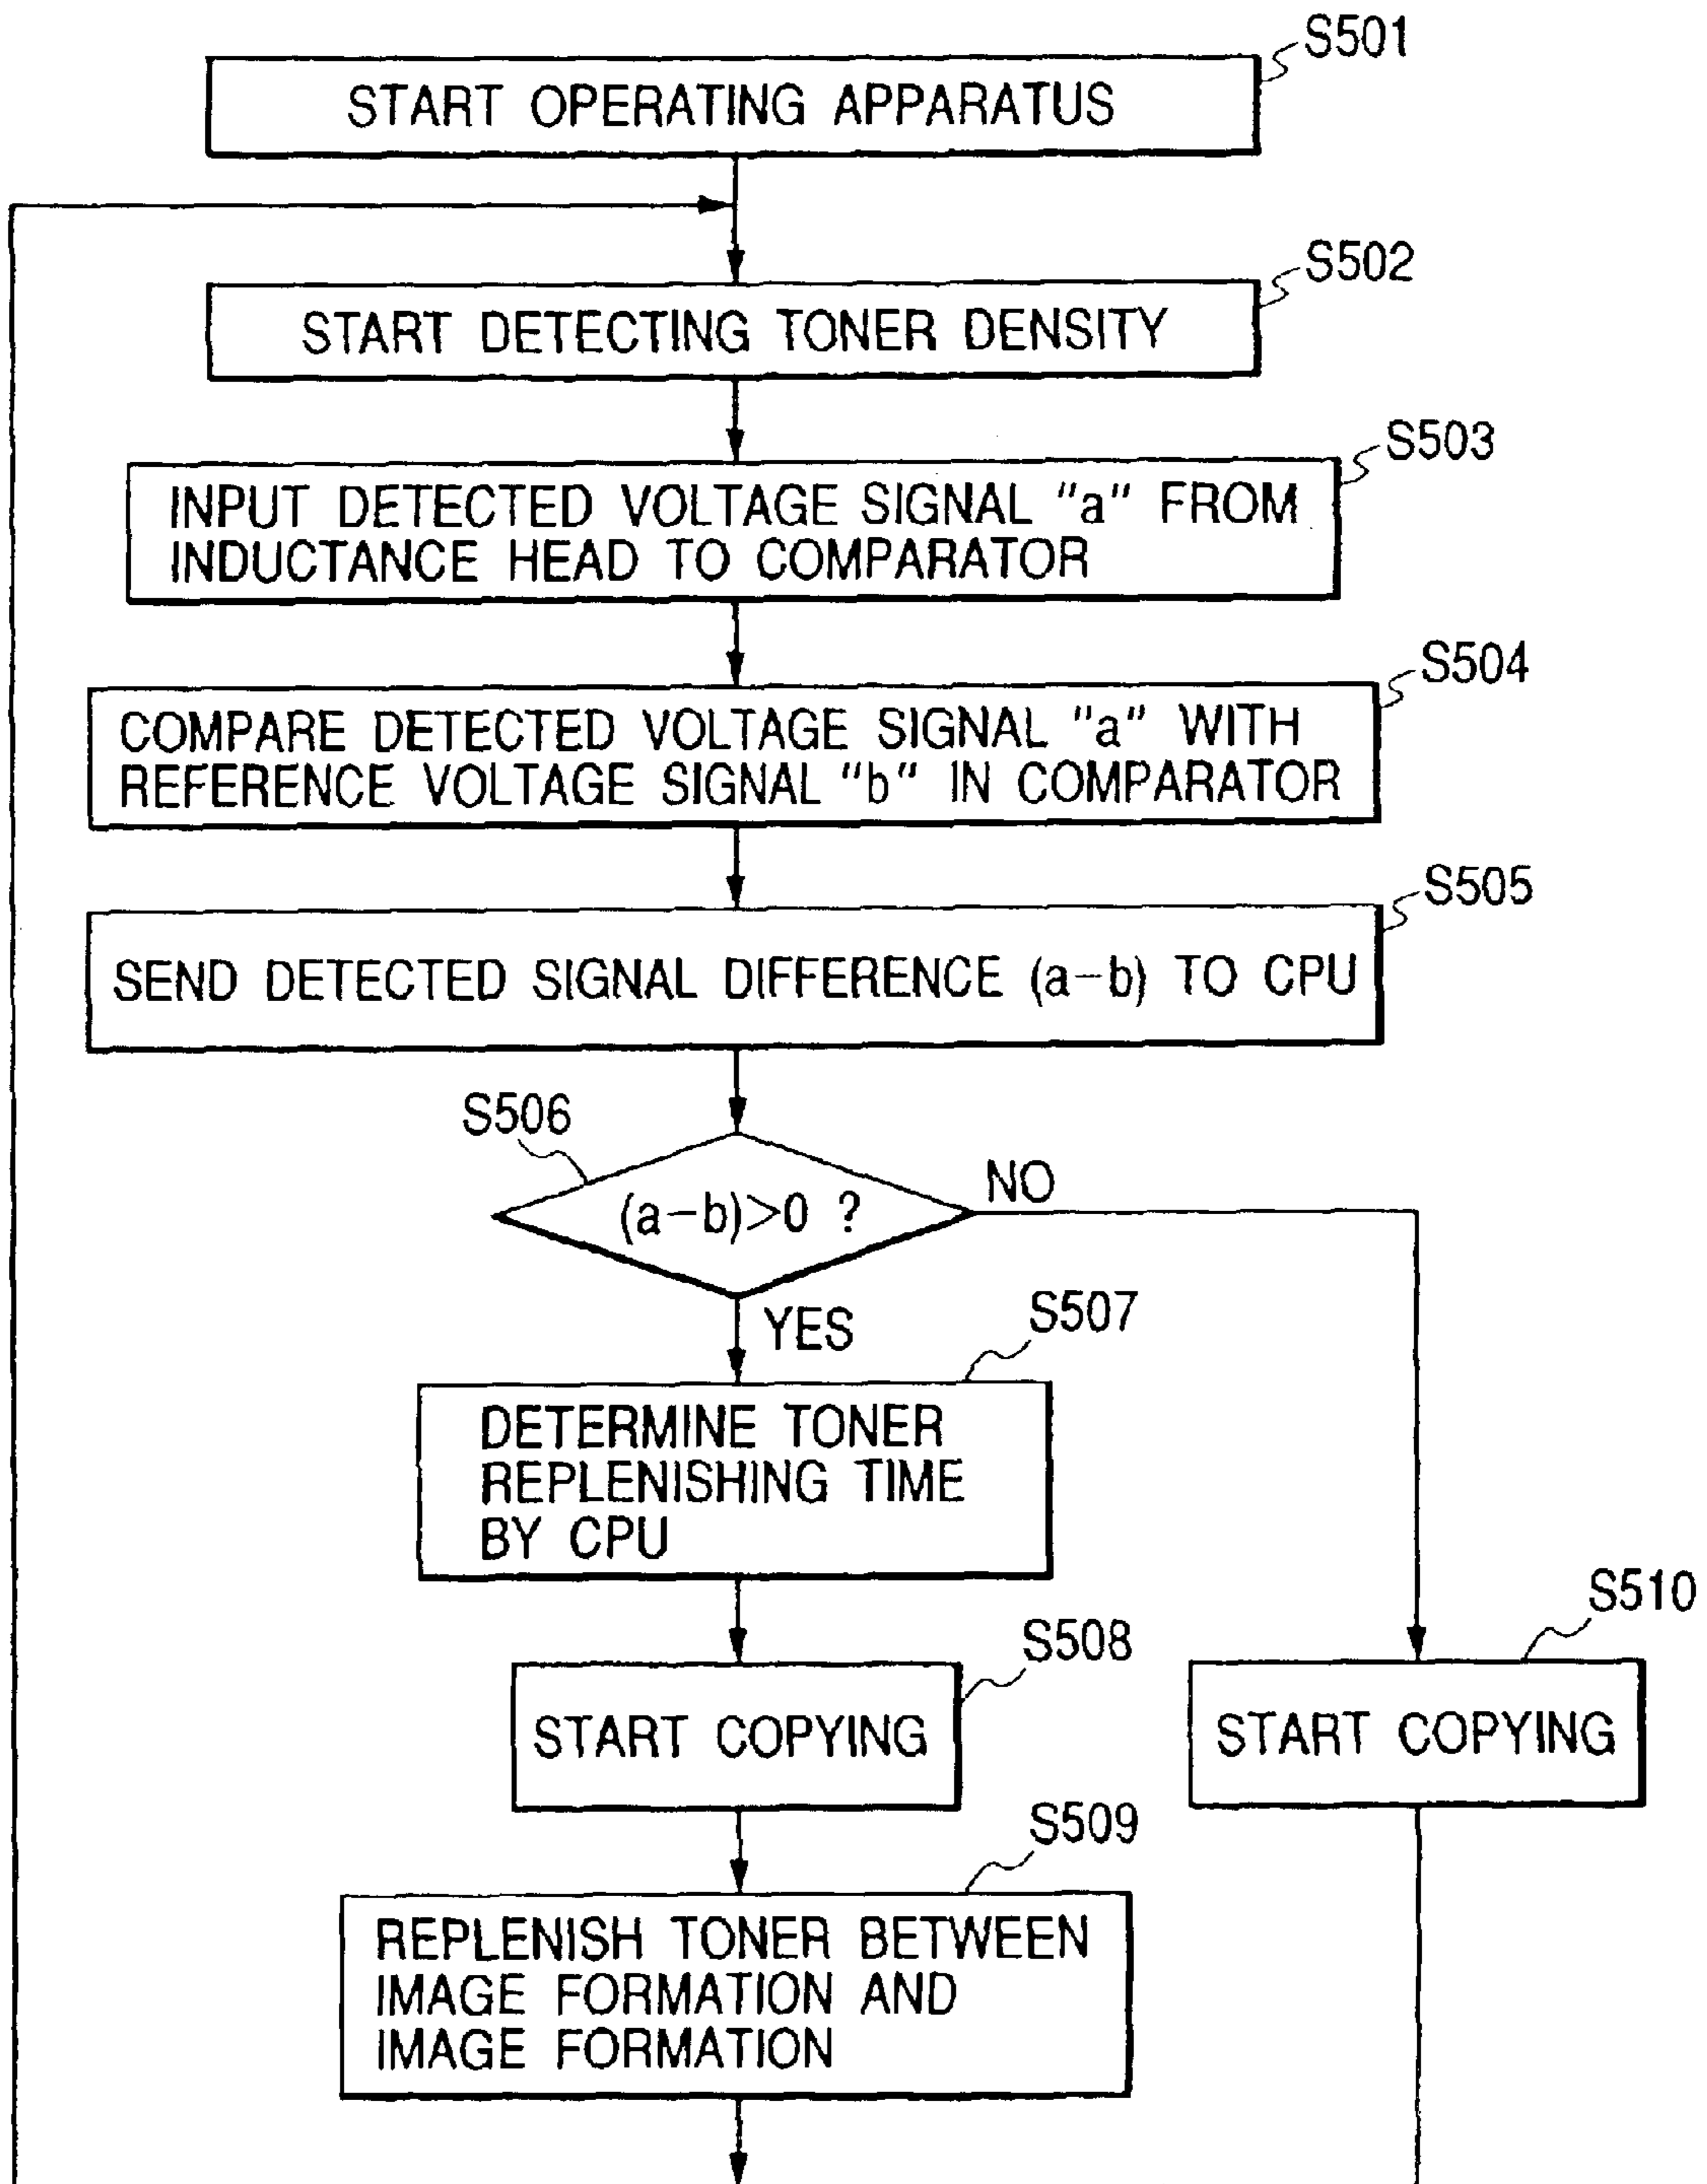 S501
START OPERATING APPARATUS
S502
START DETECTING TONER DENSITY
S503
INPUT DETECTED VOLTAGE SIGNAL "a" FROM
INDUCTANCE HEAD TO COMPARATOR
S504
COMPARE DETECTED VOLTAGE SIGNAL "a" WITH
REFERENCE VOLTAGE SIGNAL "b" IN COMPARATOR
S505
SEND DETECTED SIGNAL DIFFERENCE (a-b) TO CPU
S506
(a-b)>0 ?
NO
YES
S507
DETERMINE TONER
REPLENISHING TIME
BY CPU
S508
START COPYING
S510
START COPYING
S509
REPLENISH TONER BETWEEN
IMAGE FORMATION AND
IMAGE FORMATION